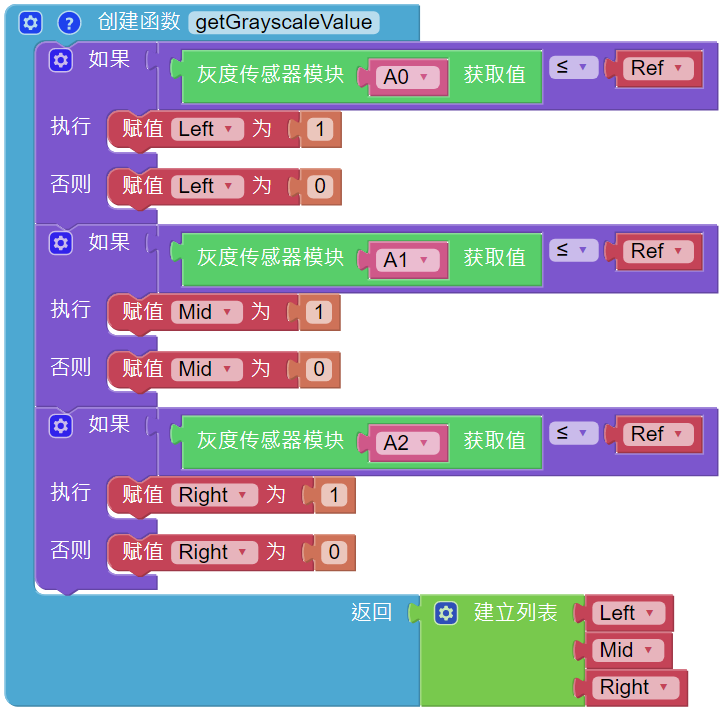 ? 创建函数 getGrayscaleValue
如果 灰度传感器模块 A0 获取值 ≤ Ref
执行 赋值 Left 为 1
否则 赋值 Left 为 0
如果 灰度传感器模块 A1 获取值 ≤ Ref
执行 赋值 Mid 为 1
否则 赋值 Mid 为 0
如果 灰度传感器模块 A2 获取值 ≤ Ref
执行 赋值 Right 为 1
否则 赋值 Right 为 0
返回 建立列表 Left
Mid
Right